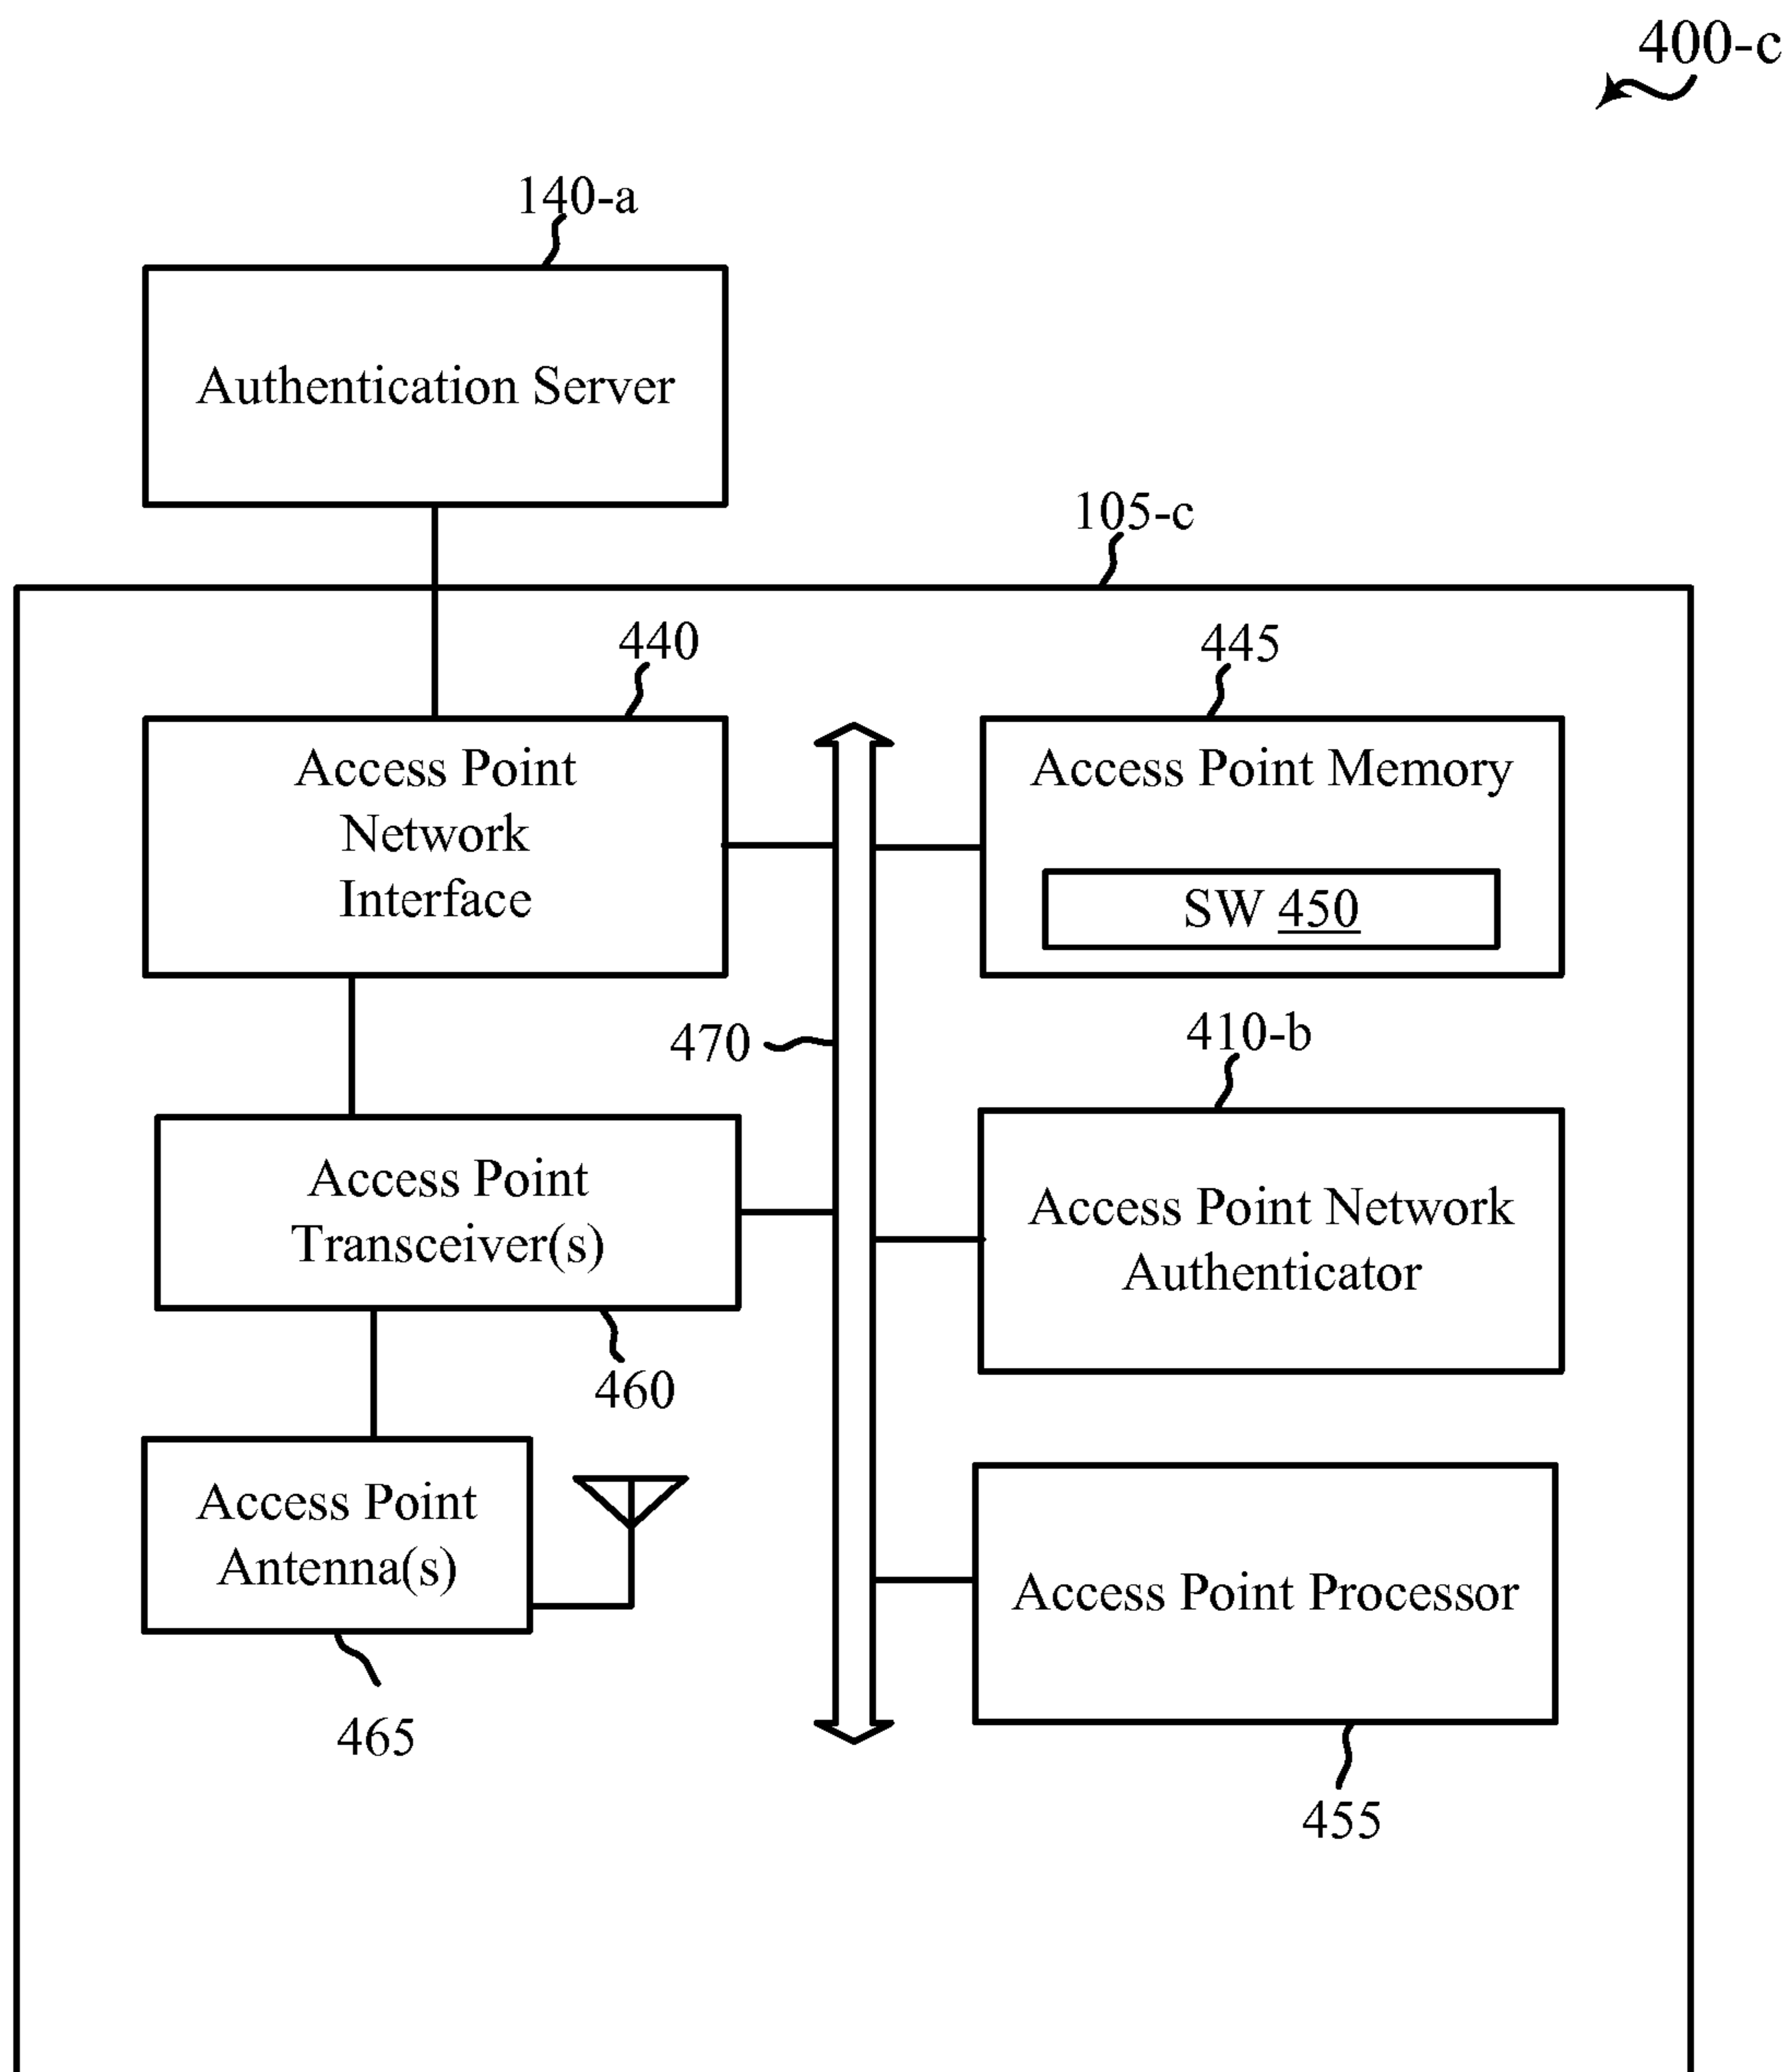 400-c
140-a
Authentication Server
105-c
440
Access Point
Network
Interface
445
Access Point Memory
SW 450
470
410-b
Access Point
Transceiver(s)
460
Access Point Network
Authenticator
Access Point
Antenna(s)
465
Access Point Processor
455